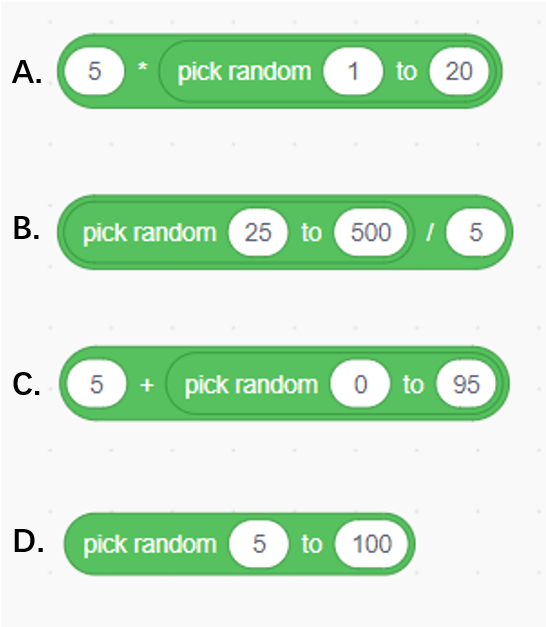 A. 5 * pick random 1 to 20
B. pick random 25 to 500 / 5
C. 5 + pick random 0 to 95
D. pick random 5 to 100